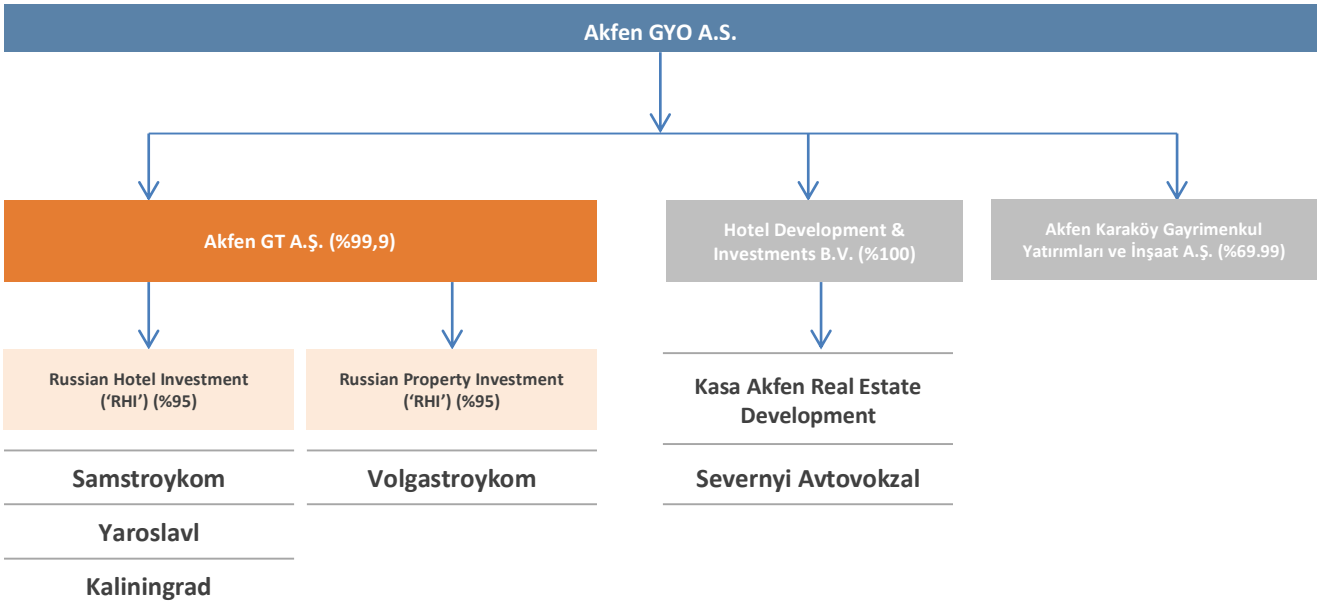 Akfen GYO A.S.
Akfen GT A.Ş. (%99,9)
Hotel Development &
Investments B.V. (%100)
Akfen Karaköy Gayrimenkul
Yatırımları ve İnşaat A.Ş. (%69.99)
Russian Hotel Investment
(‘RHI’) (%95)
Russian Property Investment
(‘RHI’) (%95)
Kasa Akfen Real Estate
Development
Samstroykom
Volgastroykom
Severnyi Avtovokzal
Yaroslavl
Kaliningrad